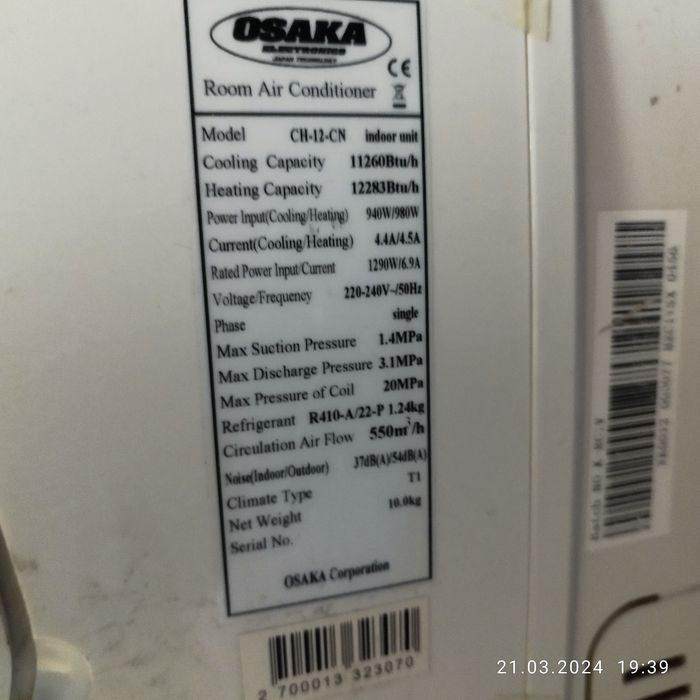 OSAKA
ELECTRONICS
JAPAN TECHNOLOGY
CE
Room Air Conditioner
Model CH-12-CN indoor unit
Cooling Capacity 11260Btu/h
Heating Capacity 12283Btu/h
Power Input(Cooling/Heating) 940W/980W
Current(Cooling/Heating) 4.4A/4.5A
Rated Power Input/Current 1290W/6.9A
Voltage/Frequency 220-240V~/50Hz
Phase single
Max Suction Pressure 1.4MPa
Max Discharge Pressure 3.1MPa
Max Pressure of Coil 20MPa
Refrigerant R410-A/22-P 1.24kg
Circulation Air Flow 550m³/h
Noise(Indoor/Outdoor) 37dB(A)/54dB(A)
Climate Type T1
Net Weight 10.0kg
Serial No.
OSAKA Corporation
2 700013 323070
Batch NO
21.03.2024 19:39